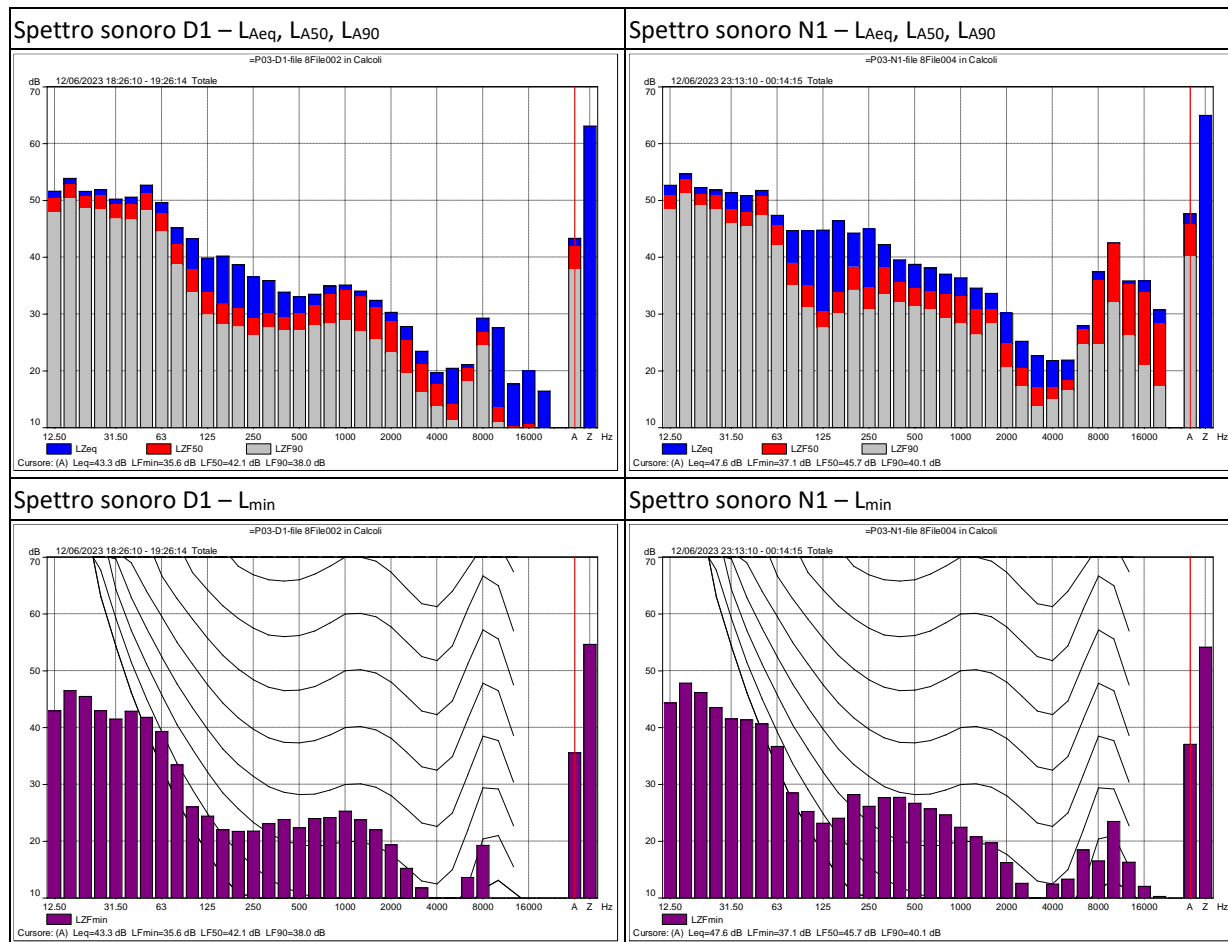 Spettro sonoro D1 – LAeq, LA50, LA90
=P03-D1-file 8File002 in Calcoli
dB 12/06/2023 18:26:10 - 19:26:14 Totale
70
60
50
40
30
20
10
12.50 31.50 63 125 250 500 1000 2000 4000 8000 16000 A Z Hz
LZeq LZF50 LZF90
Cursore: (A) Leq=43.3 dB LFmin=35.6 dB LF50=42.1 dB LF90=38.0 dB
Spettro sonoro N1 – LAeq, LA50, LA90
=P03-N1-file 8File004 in Calcoli
dB 12/06/2023 23:13:10 - 00:14:15 Totale
70
60
50
40
30
20
10
12.50 31.50 63 125 250 500 1000 2000 4000 8000 16000 A Z Hz
LZeq LZF50 LZF90
Cursore: (A) Leq=47.6 dB LFmin=37.1 dB LF50=45.7 dB LF90=40.1 dB
Spettro sonoro D1 – Lmin
=P03-D1-file 8File002 in Calcoli
dB 12/06/2023 18:26:10 - 19:26:14 Totale
70
60
50
40
30
20
10
12.50 31.50 63 125 250 500 1000 2000 4000 8000 16000 A Z Hz
LZFmin
Cursore: (A) Leq=43.3 dB LFmin=35.6 dB LF50=42.1 dB LF90=38.0 dB
Spettro sonoro N1 – Lmin
=P03-N1-file 8File004 in Calcoli
dB 12/06/2023 23:13:10 - 00:14:15 Totale
70
60
50
40
30
20
10
12.50 31.50 63 125 250 500 1000 2000 4000 8000 16000 A Z Hz
LZFmin
Cursore: (A) Leq=47.6 dB LFmin=37.1 dB LF50=45.7 dB LF90=40.1 dB